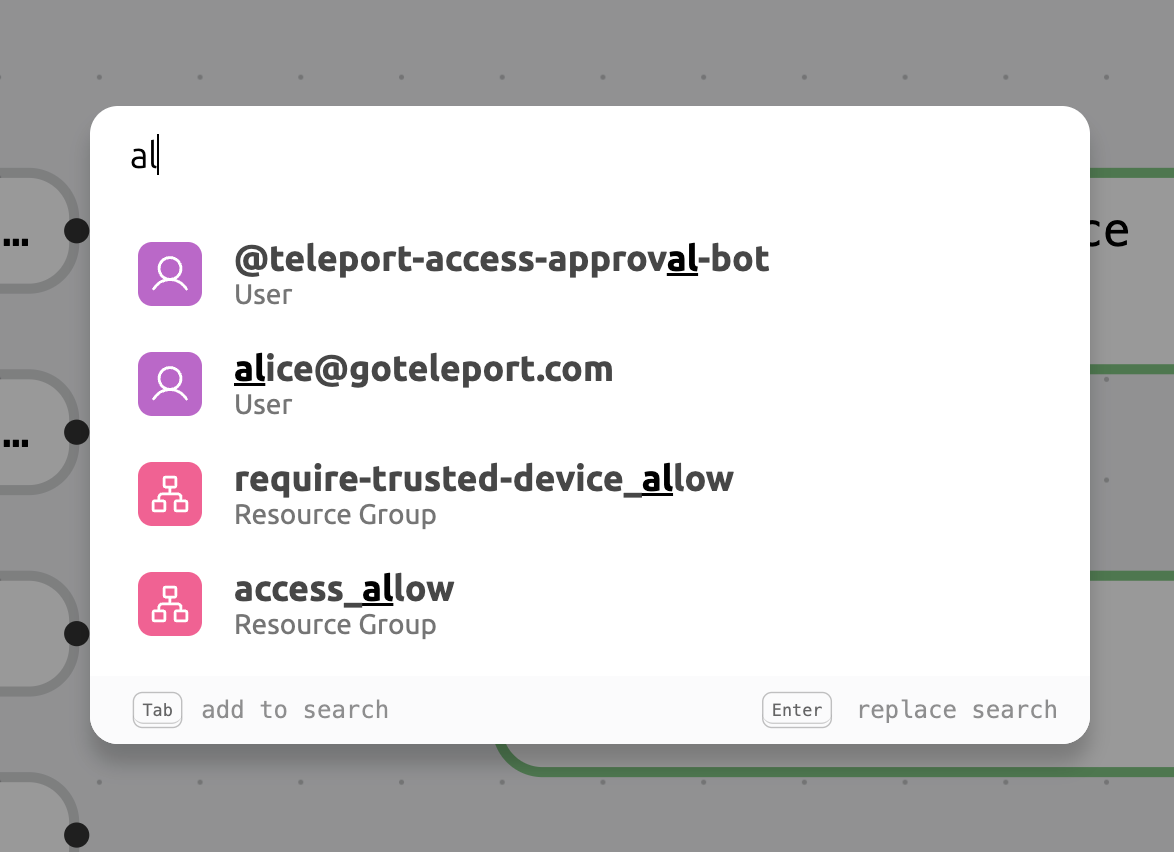 al
@teleport-access-approval-bot
User
alice@goteleport.com
User
require-trusted-device_allow
Resource Group
access_allow
Resource Group
Tab add to search Enter replace search